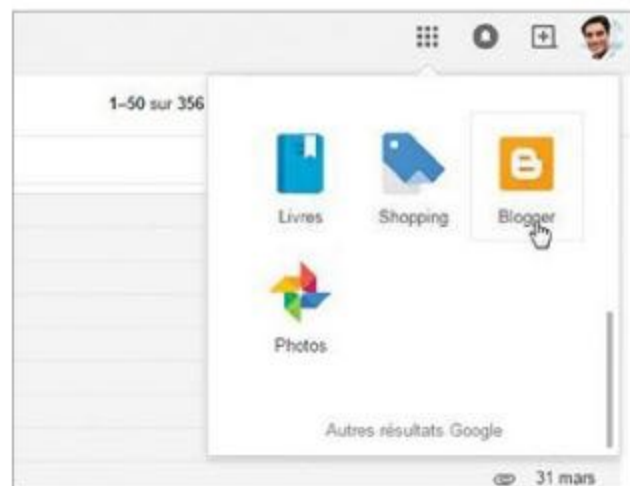 1–50 sur 356
Livres Shopping Blogger
Photos
Autres résultats Google
31 mars